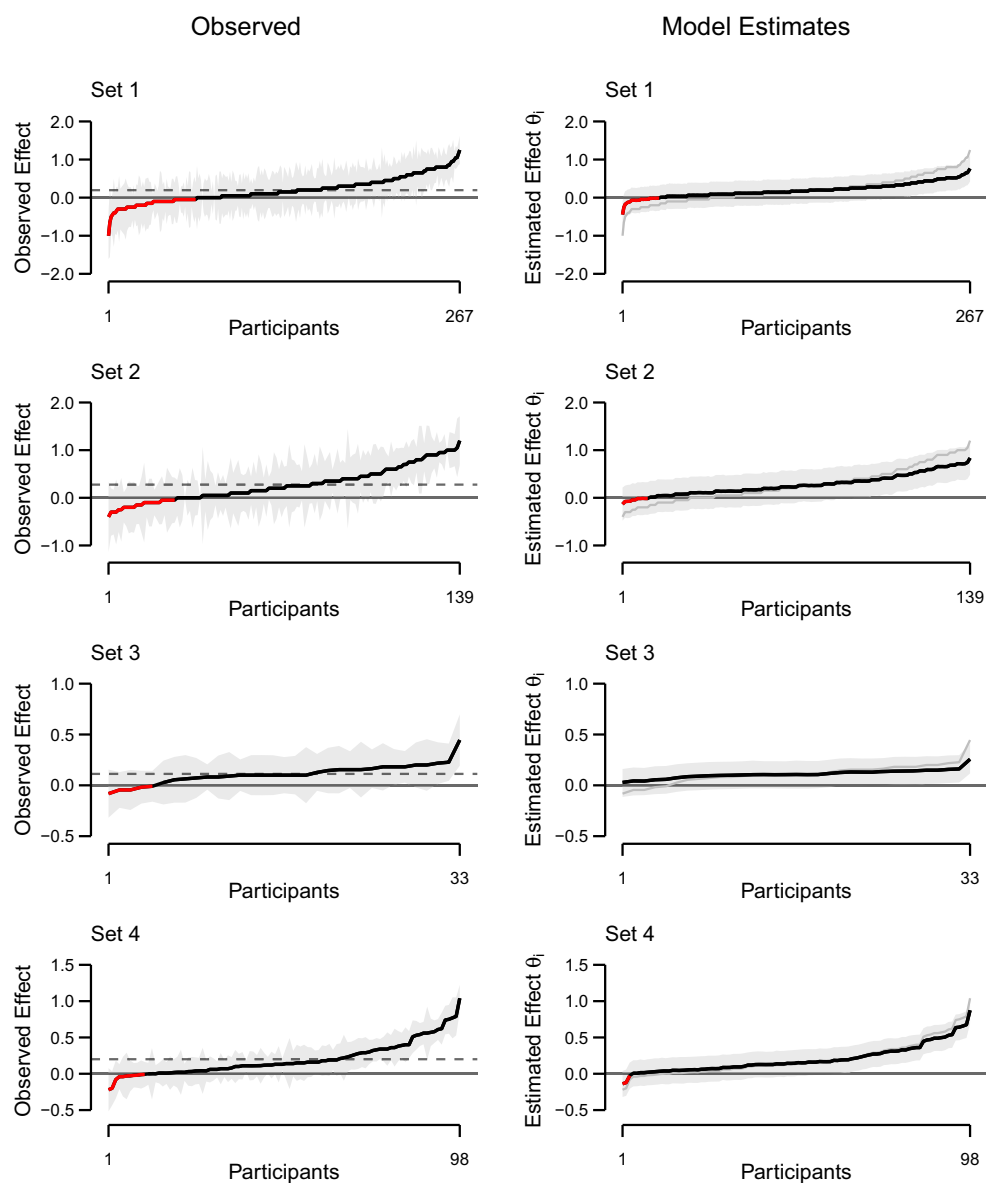 Observed
Model Estimates
Set 1
Observed Effect
2.0
1.0
0.0
−1.0
−2.0
1
267
Participants
Set 1
Estimated Effect θi
2.0
1.0
0.0
−1.0
−2.0
1
267
Participants
Set 2
Observed Effect
2.0
1.0
0.0
−1.0
1
139
Participants
Set 2
Estimated Effect θi
2.0
1.0
0.0
−1.0
1
139
Participants
Set 3
Observed Effect
1.0
0.5
0.0
−0.5
1
33
Participants
Set 3
Estimated Effect θi
1.0
0.5
0.0
−0.5
1
33
Participants
Set 4
Observed Effect
1.5
1.0
0.5
0.0
−0.5
1
98
Participants
Set 4
Estimated Effect θi
1.5
1.0
0.5
0.0
−0.5
1
98
Participants